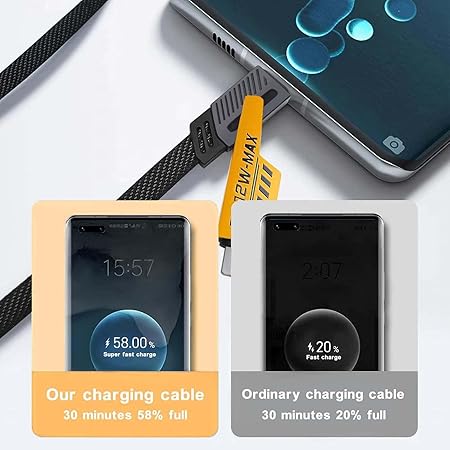 2W-MAX
15:57
58.00%
Super fast charge
Our charging cable
30 minutes 58% full
2:07
20%
Fast charge
Ordinary charging cable
30 minutes 20% full